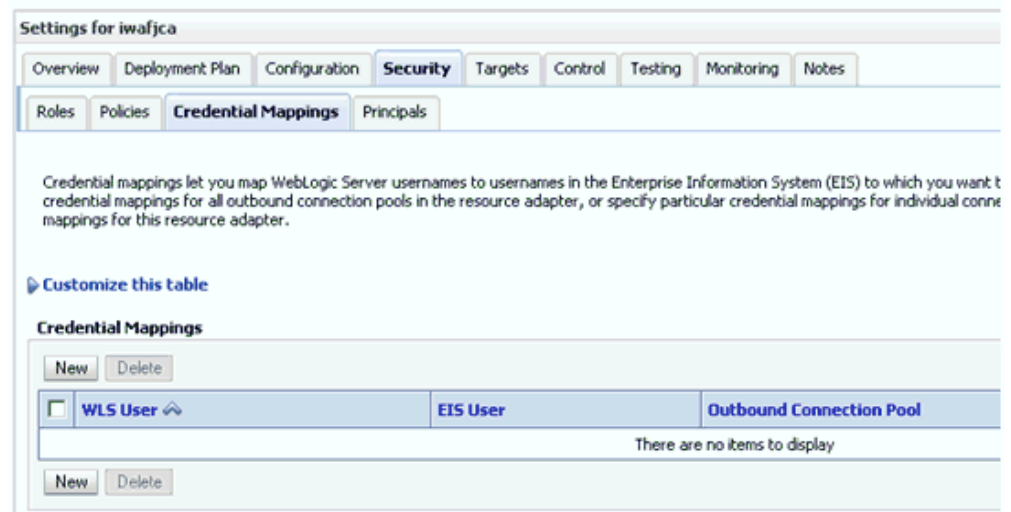 Settings for iwafjca
Overview Deployment Plan Configuration Security Targets Control Testing Monitoring Notes
Roles Policies Credential Mappings Principals
Credential mappings let you map WebLogic Server usernames to usernames in the Enterprise Information System (EIS) to which you want t
credential mappings for all outbound connection pools in the resource adapter, or specify particular credential mappings for individual conne
mappings for this resource adapter.
Customize this table
Credential Mappings
New Delete
WLS User EIS User Outbound Connection Pool
There are no items to display
New Delete